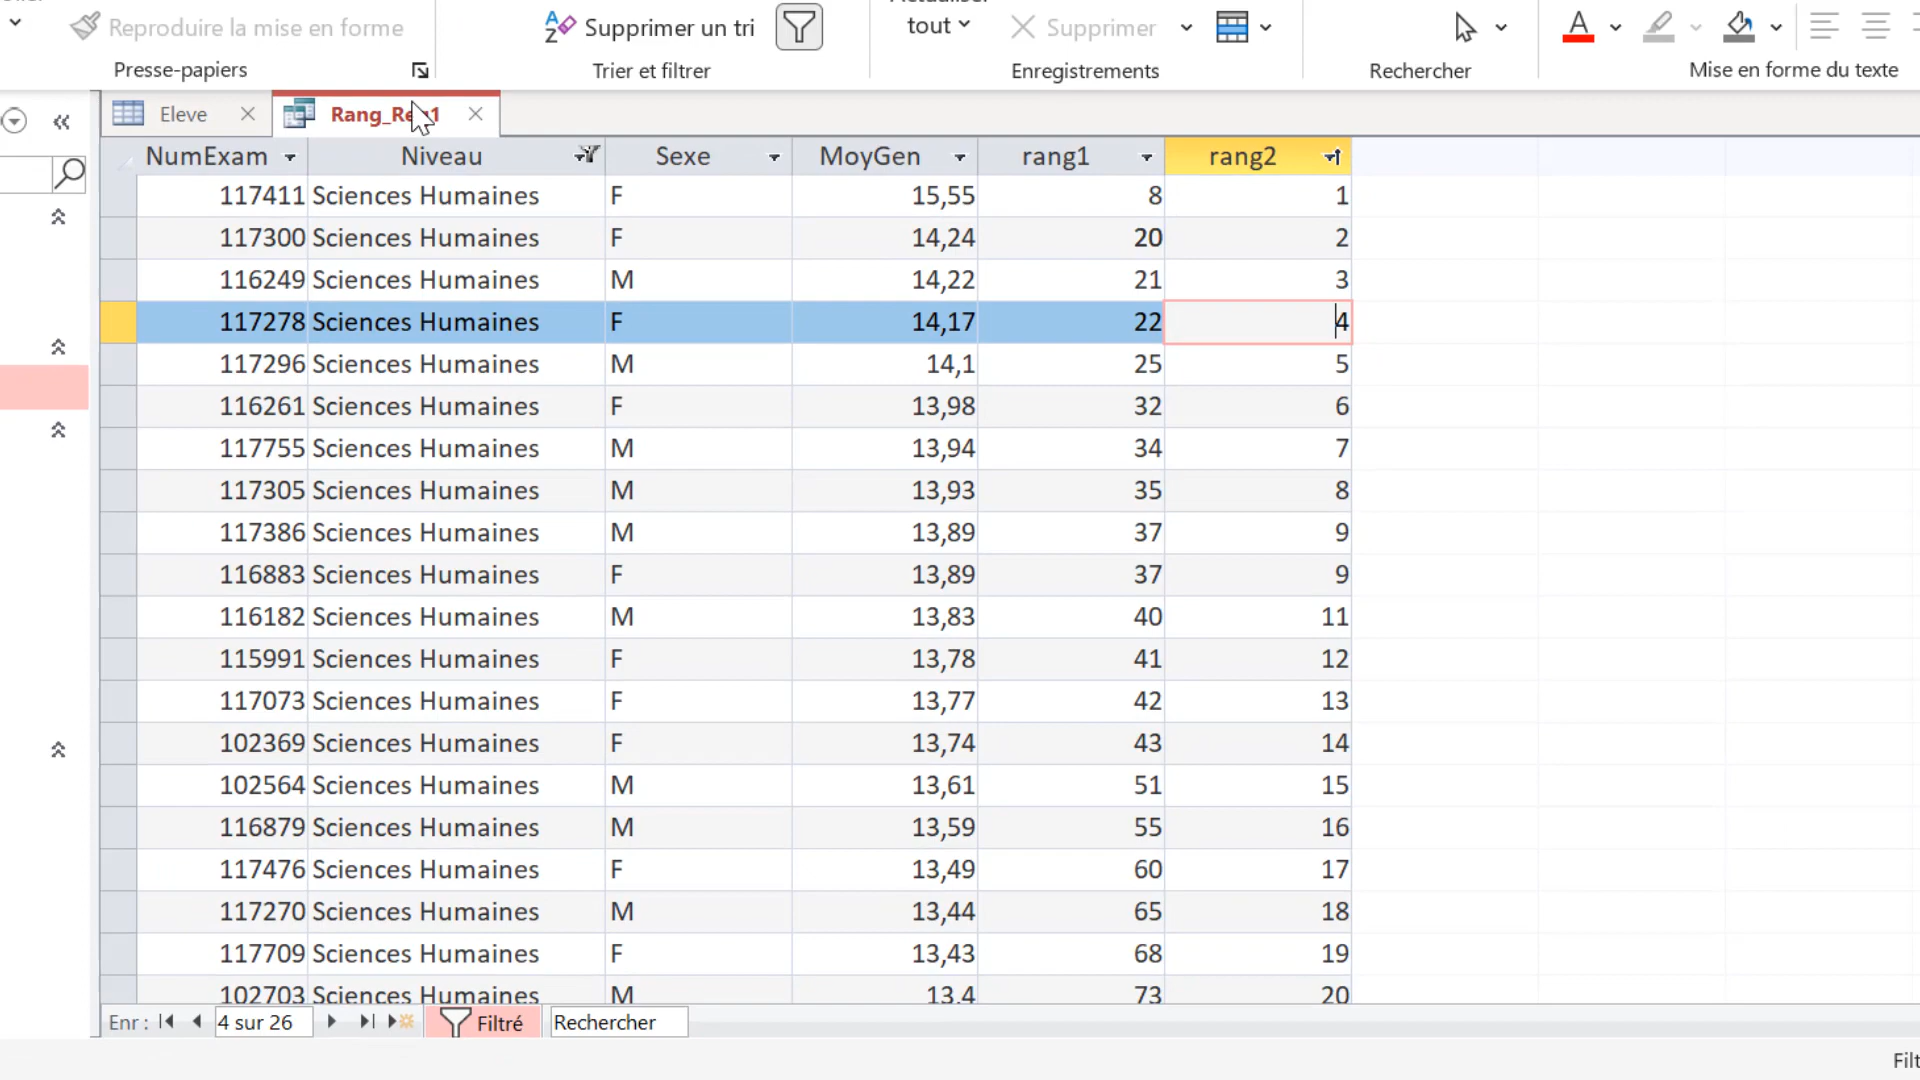 Reproduire la mise en forme
Supprimer un tri
tout
Supprimer
Presse-papiers
Trier et filtrer
Enregistrements
Rechercher
Mise en forme du texte
Eleve
NumExam Niveau Sexe MoyGen rang1 rang2
117411 Sciences Humaines F 15,55 8 1
117300 Sciences Humaines F 14,24 20 2
116249 Sciences Humaines M 14,22 21 3
117278 Sciences Humaines F 14,17 22 4
117296 Sciences Humaines M 14,1 25 5
116261 Sciences Humaines F 13,98 32 6
117755 Sciences Humaines M 13,94 34 7
117305 Sciences Humaines M 13,93 35 8
117386 Sciences Humaines M 13,89 37 9
116883 Sciences Humaines F 13,89 37 9
116182 Sciences Humaines M 13,83 40 11
115991 Sciences Humaines F 13,78 41 12
117073 Sciences Humaines F 13,77 42 13
102369 Sciences Humaines F 13,74 43 14
102564 Sciences Humaines M 13,61 51 15
116879 Sciences Humaines M 13,59 55 16
117476 Sciences Humaines F 13,49 60 17
117270 Sciences Humaines M 13,44 65 18
117709 Sciences Humaines F 13,43 68 19
102703 Sciences Humaines M 13,4 73 20
Enr : 4 sur 26 Filtré Rechercher